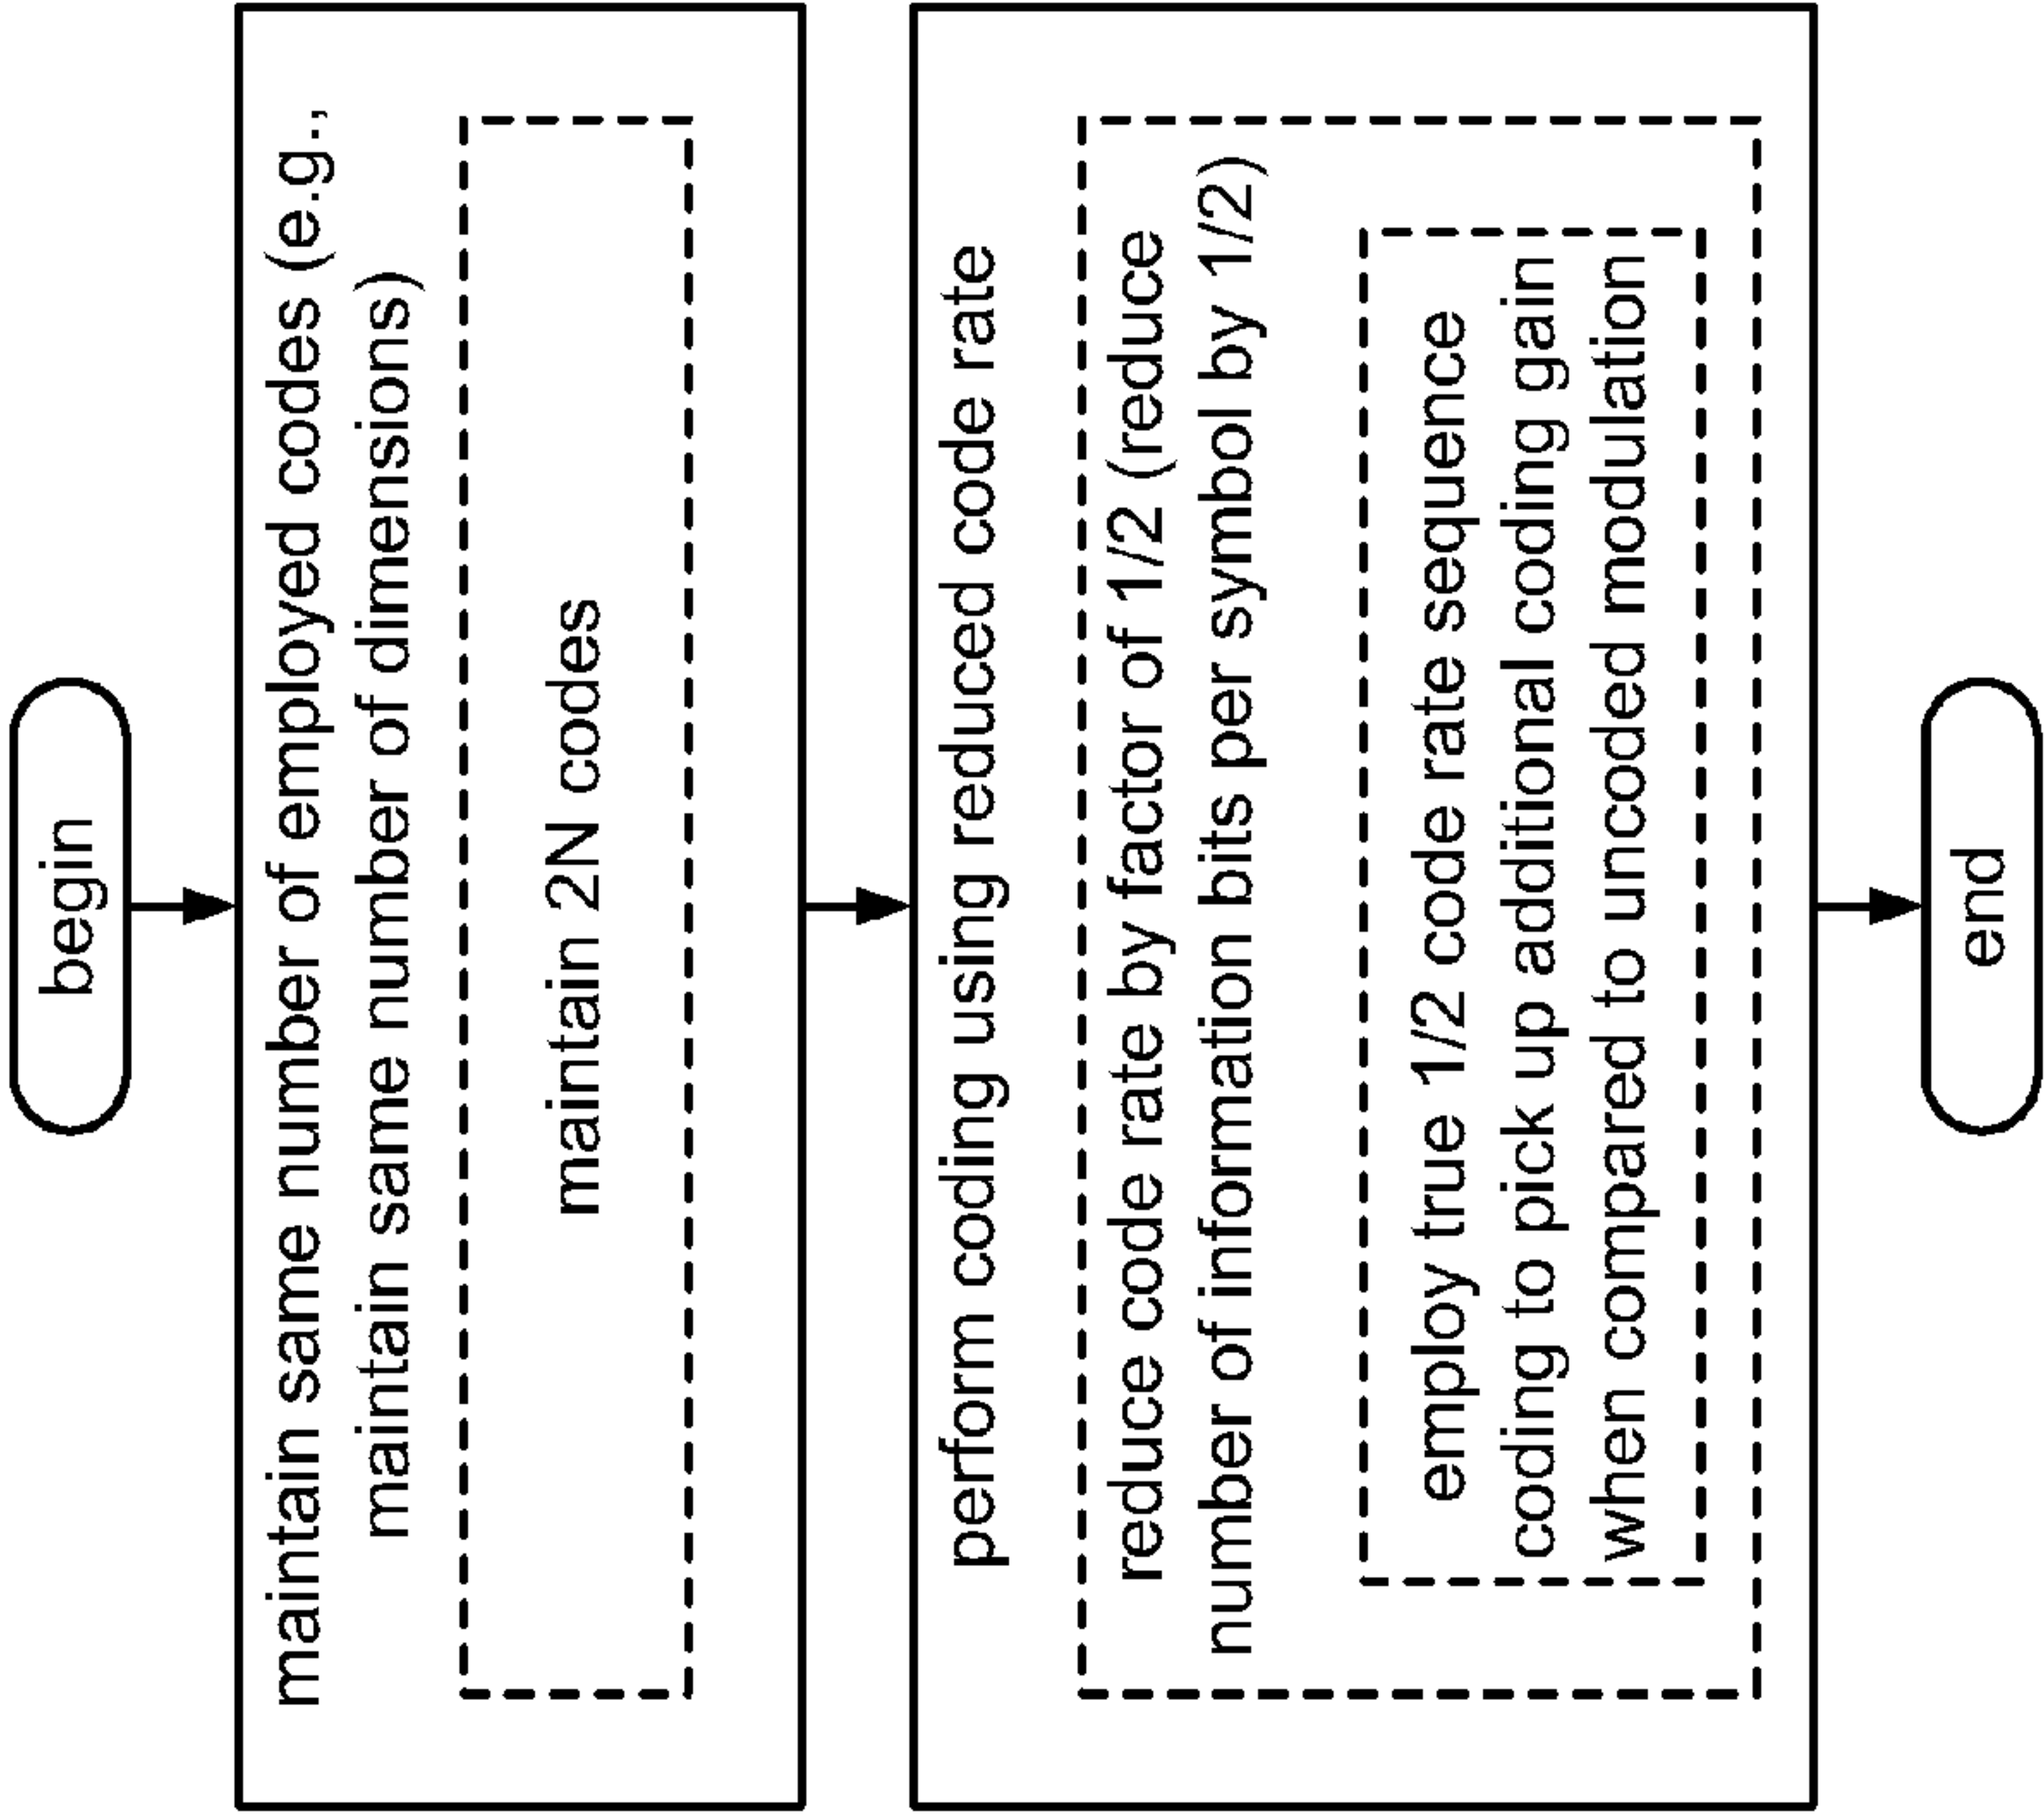 begin
maintain same number of employed codes (e.g.,
maintain same number of dimensions)
maintain 2N codes
perform coding using reduced code rate
reduce code rate by factor of 1/2 (reduce
number of information bits per symbol by 1/2)
employ true 1/2 code rate sequence
coding to pick up additional coding gain
when compared to uncoded modulation
end